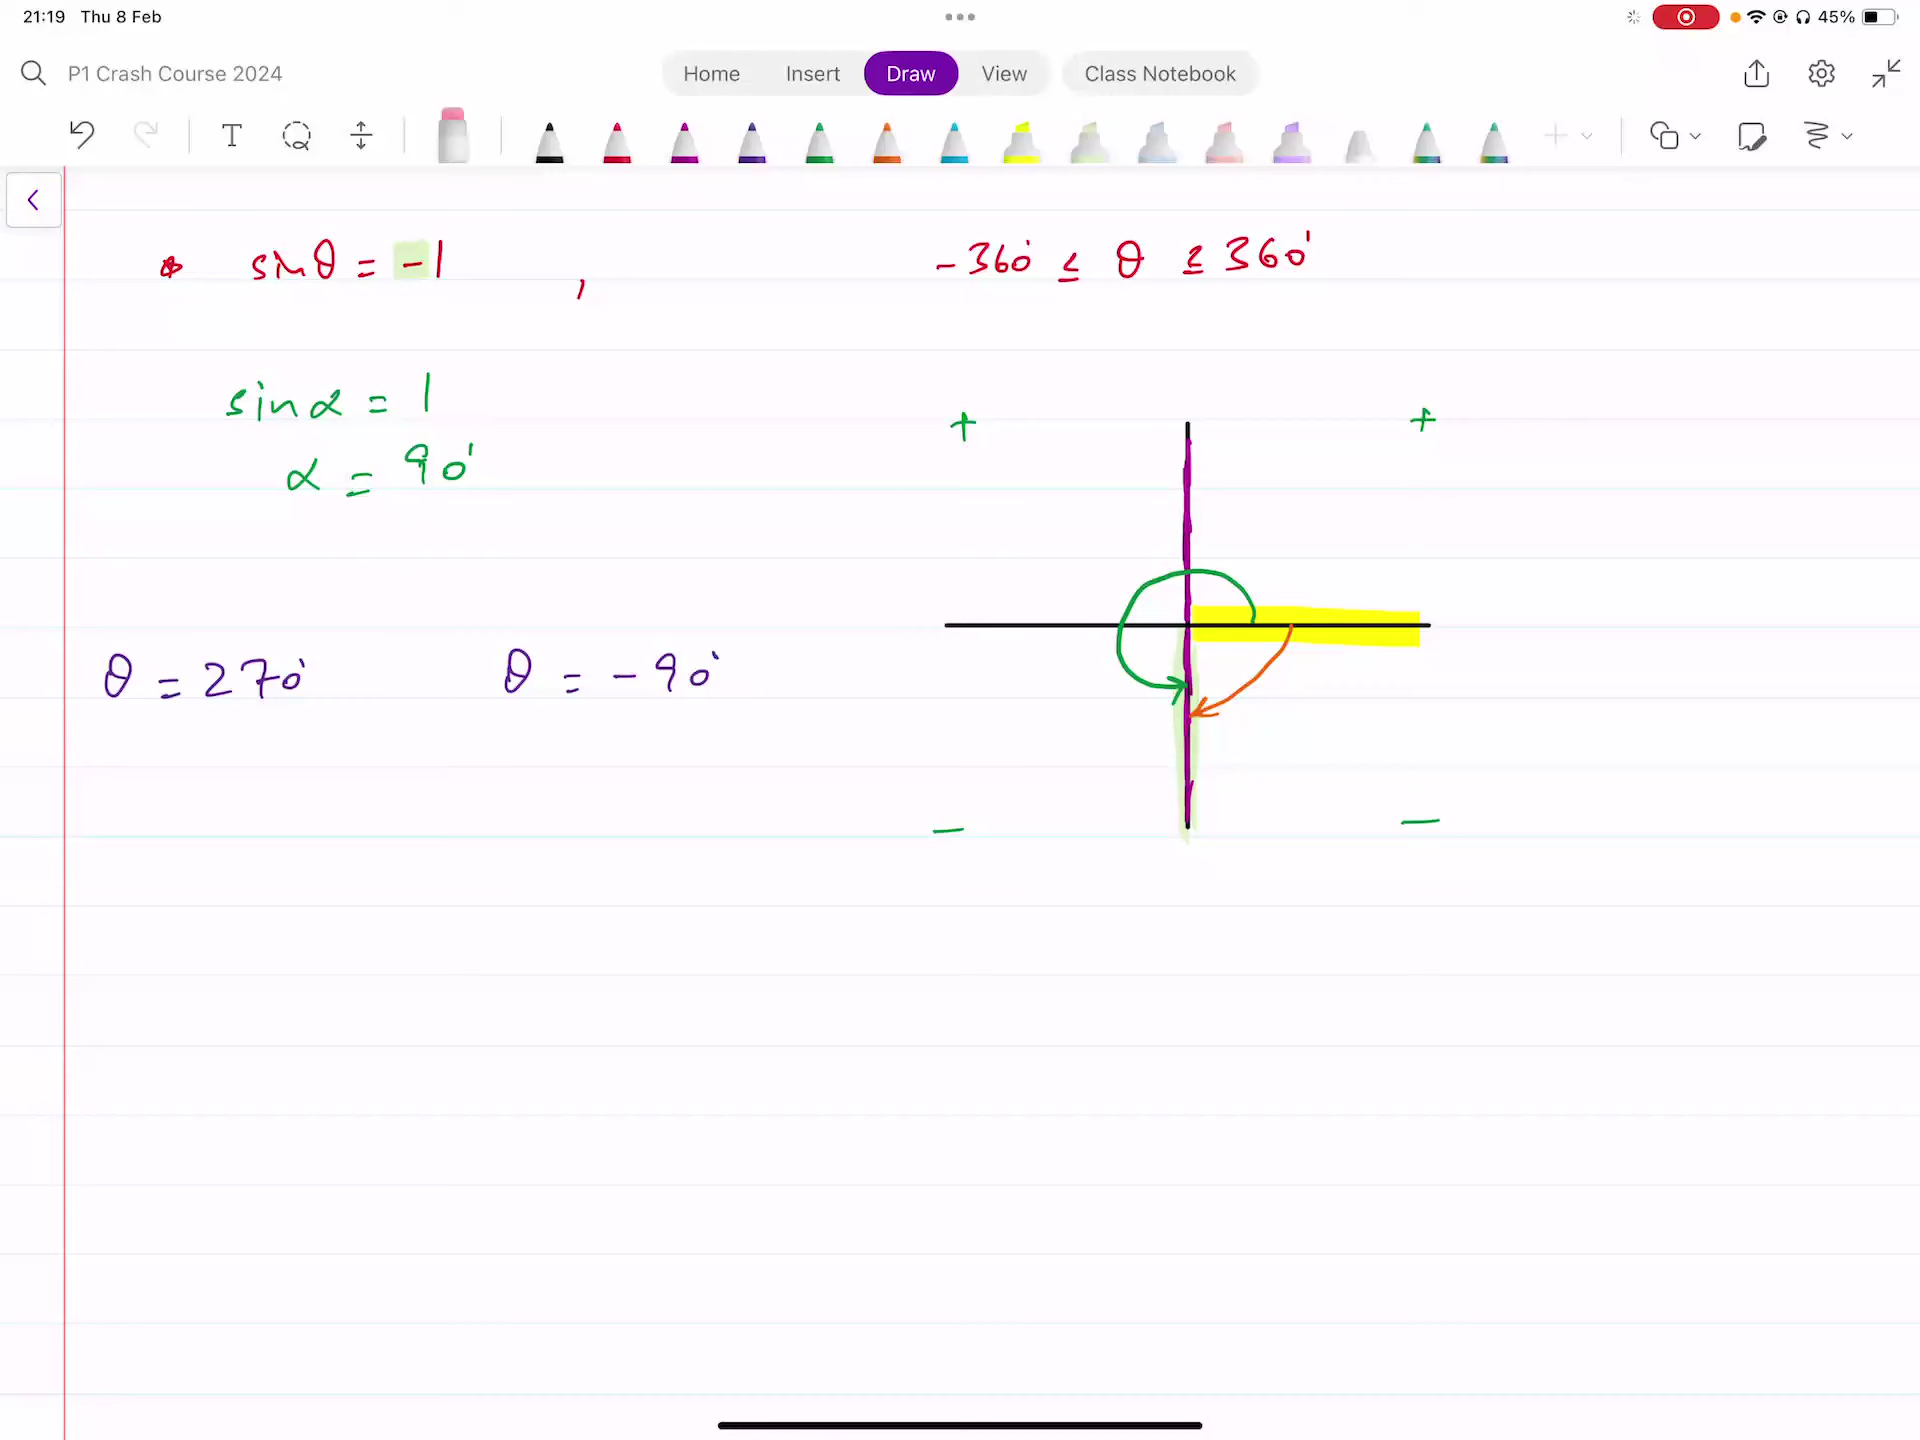 21:19 Thu 8 Feb
45%
P1 Crash Course 2024
Home Insert Draw View Class Notebook
T
* sinθ = -1 , -360° ≤ θ ≤ 360°
sinα = 1
α = 90°
+ +
θ = 270° θ = -90°
- -